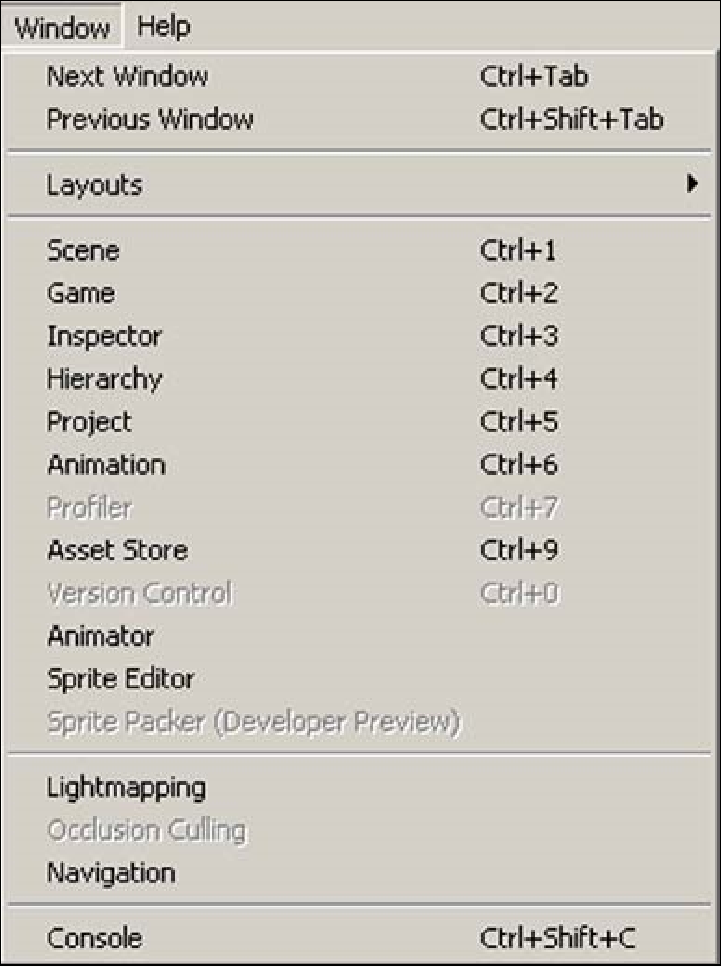 Window Help
Next Window Ctrl+Tab
Previous Window Ctrl+Shift+Tab
Layouts
Scene Ctrl+1
Game Ctrl+2
Inspector Ctrl+3
Hierarchy Ctrl+4
Project Ctrl+5
Animation Ctrl+6
Profiler Ctrl+7
Asset Store Ctrl+9
Version Control Ctrl+0
Animator
Sprite Editor
Sprite Packer (Developer Preview)
Lightmapping
Occlusion Culling
Navigation
Console Ctrl+Shift+C